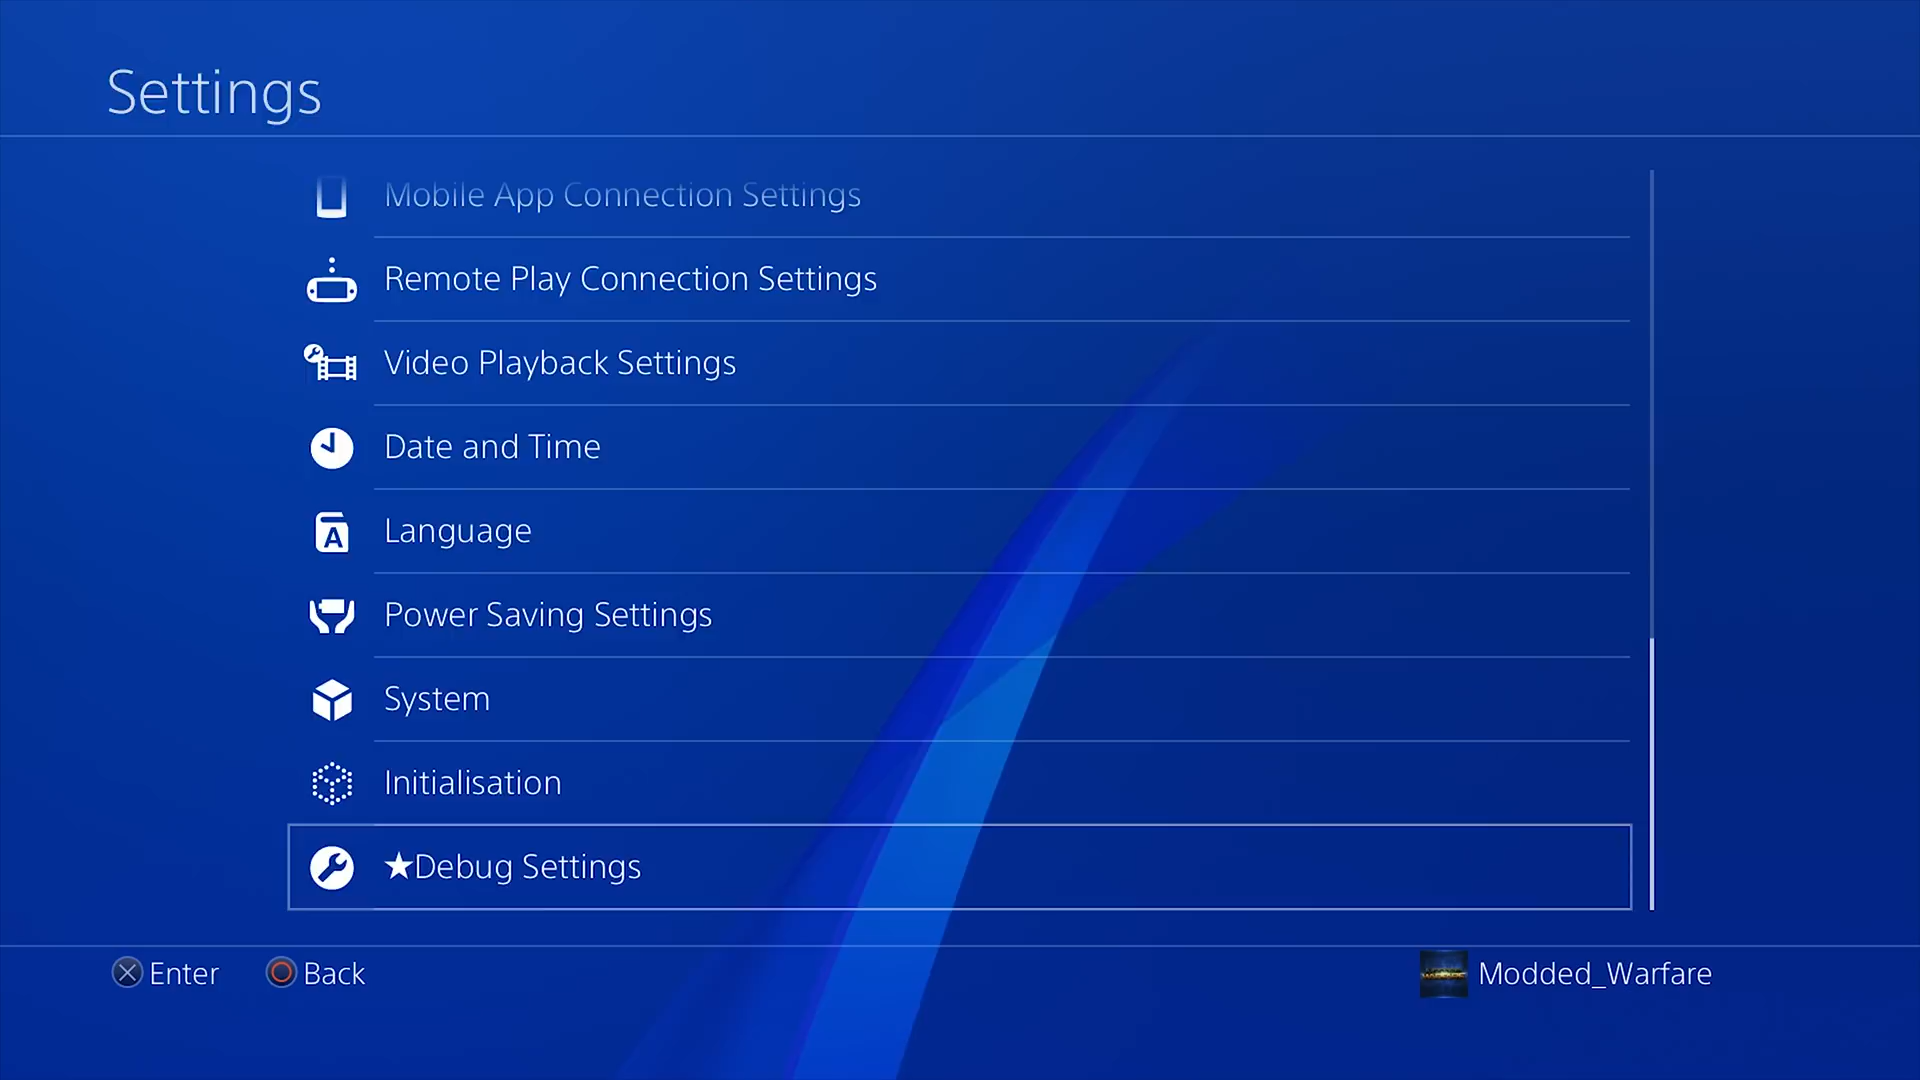 Settings
Mobile App Connection Settings
Remote Play Connection Settings
Video Playback Settings
Date and Time
A
Language
Power Saving Settings
System
Initialisation
★Debug Settings
Enter
Back
Modded_Warfare